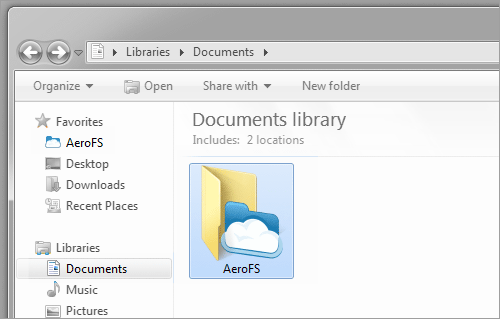 Libraries Documents
Organize Open Share with New folder
Favorites
AeroFS
Desktop
Downloads
Recent Places
Libraries
Documents
Music
Pictures
Documents library
Includes: 2 locations
AeroFS